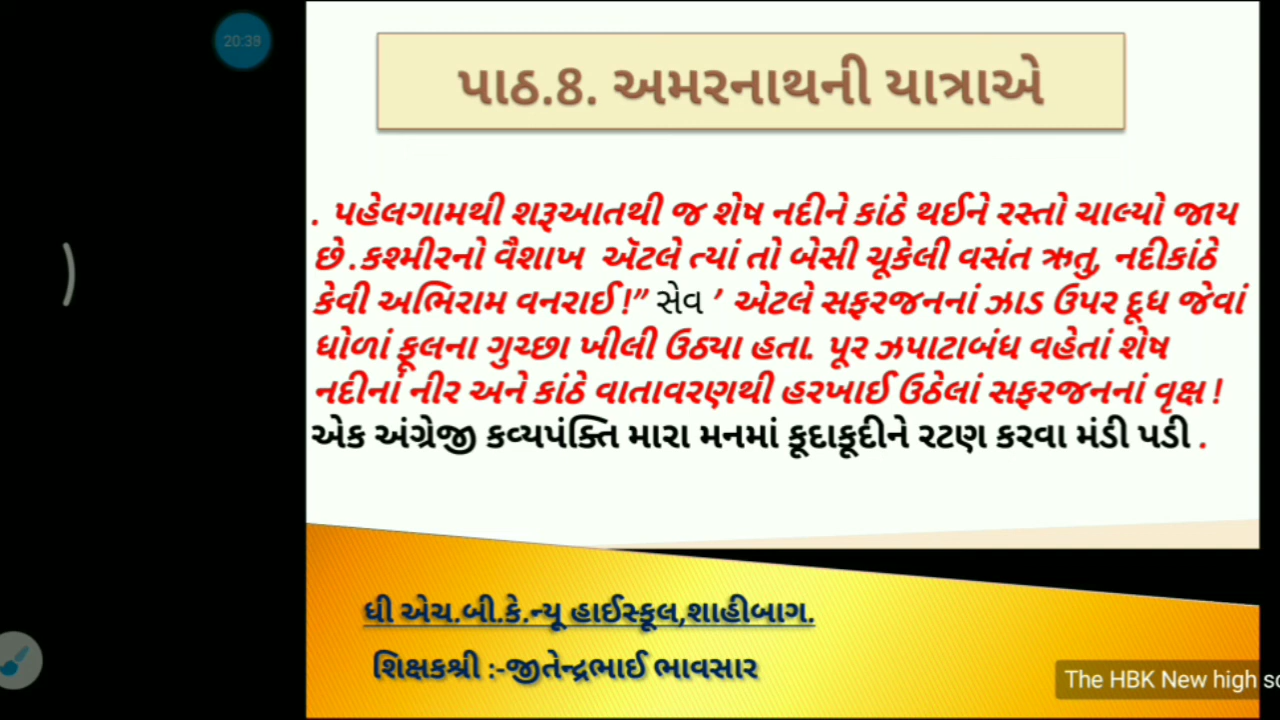 20:39
પાઠ.8. અમરનાથની યાત્રાએ
. પહેલગામથી શરૂઆતથી જ શેષ નદીને કાંઠે થઈને રસ્તો ચાલ્યો જાય
છે .કશ્મીરનો વૈશાખ ઍટલે ત્યાં તો બેસી ચૂકેલી વસંત ઋતુ, નદીકાંઠે
કેવી અભિરામ વનરાઈ !” સેવ ’ એટલે સફરજનનાં ઝાડ ઉપર દૂધ જેવાં
ધોળાં ફૂલના ગુચ્છા ખીલી ઉઠ્યા હતા. પૂર ઝપાટાબંધ વહેતાં શેષ
નદીનાં નીર અને કાંઠે વાતાવરણથી હરખાઈ ઉઠેલાં સફરજનનાં વૃક્ષ !
એક અંગ્રેજી કવ્યપંક્તિ મારા મનમાં કૂદાકૂદીને રટણ કરવા મંડી પડી .
ધી એચ.બી.કે.ન્યૂ હાઈસ્કૂલ,શાહીબાગ.
શિક્ષકશ્રી :-જીતેન્દ્રભાઈ ભાવસાર
The HBK New high sc